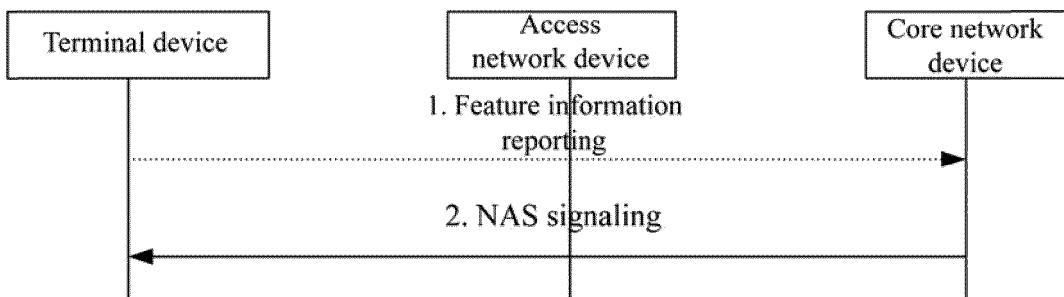 Terminal device
Access
network device
Core network
device
1. Feature information
reporting
2. NAS signaling